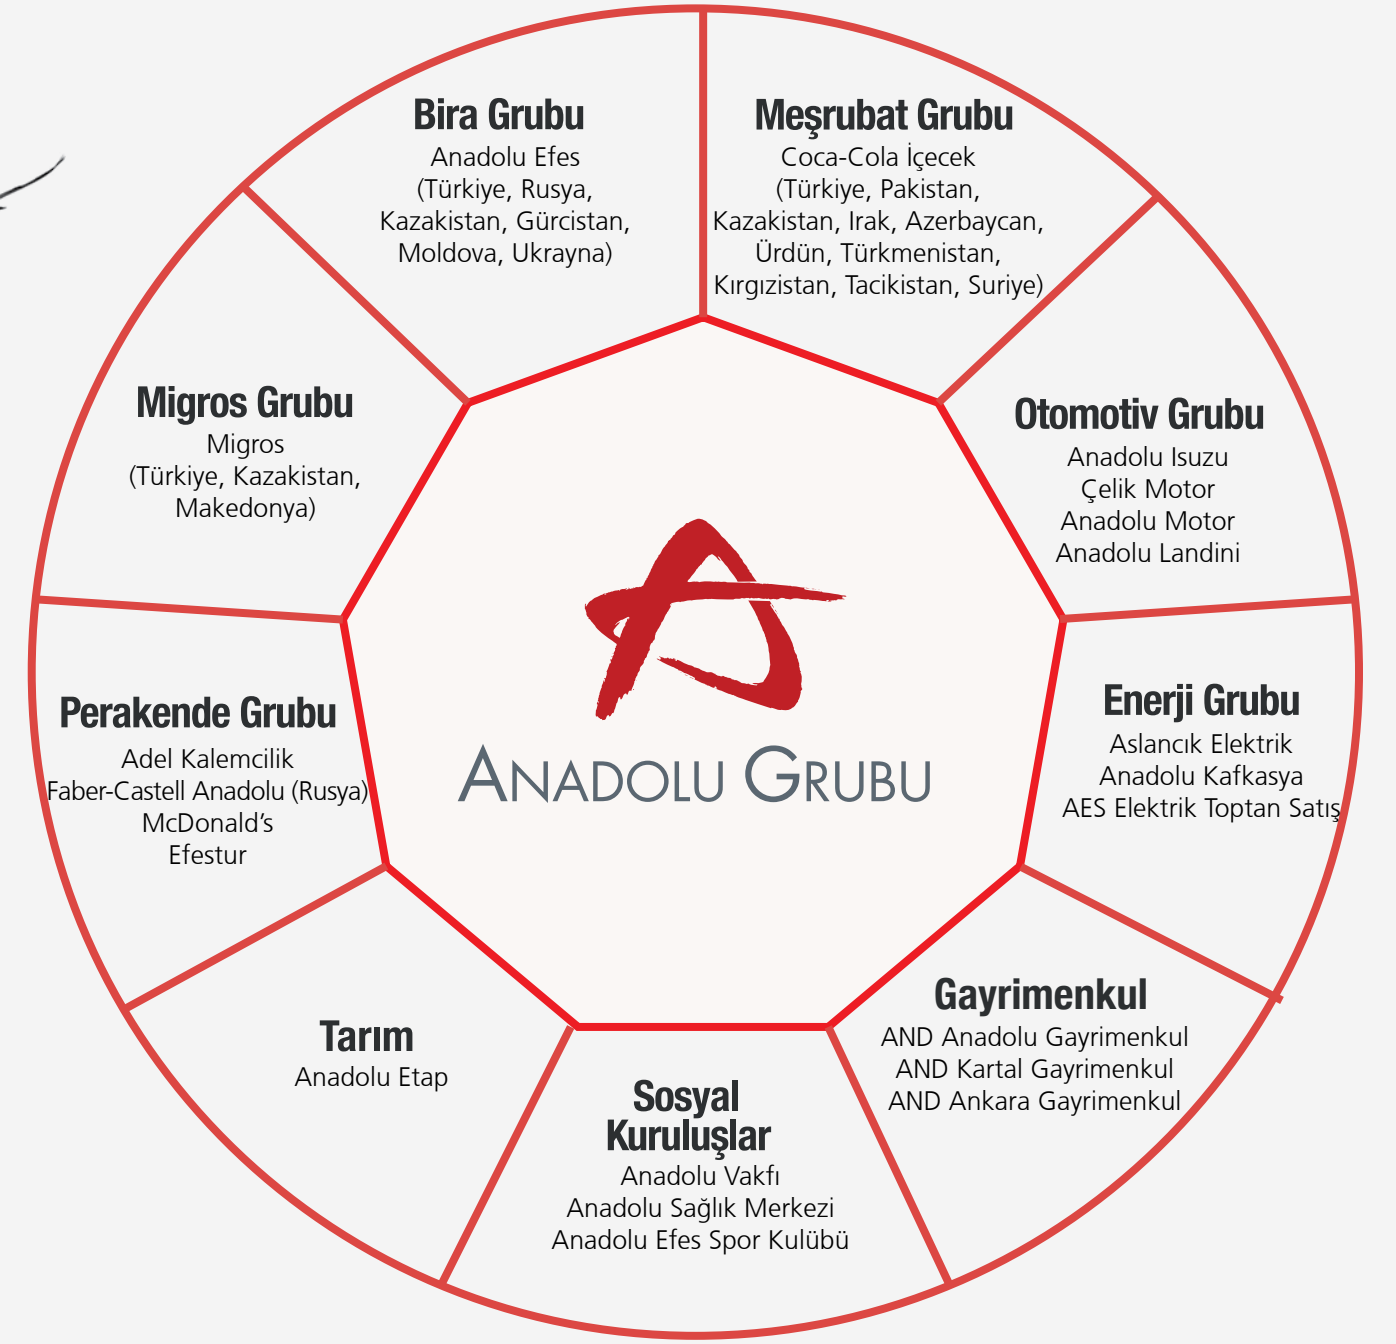 Bira Grubu
Anadolu Efes
(Türkiye, Rusya,
Kazakistan, Gürcistan,
Moldova, Ukrayna)
Meşrubat Grubu
Coca-Cola İçecek
(Türkiye, Pakistan,
Kazakistan, Irak, Azerbaycan,
Ürdün, Türkmenistan,
Kırgızistan, Tacikistan, Suriye)
Otomotiv Grubu
Anadolu Isuzu
Çelik Motor
Anadolu Motor
Anadolu Landini
Enerji Grubu
Aslancık Elektrik
Anadolu Kafkasya
AES Elektrik Toptan Satış
Gayrimenkul
AND Anadolu Gayrimenkul
AND Kartal Gayrimenkul
AND Ankara Gayrimenkul
Sosyal
Kuruluşlar
Anadolu Vakfı
Anadolu Sağlık Merkezi
Anadolu Efes Spor Kulübü
Tarım
Anadolu Etap
Perakende Grubu
Adel Kalemcilik
Faber-Castell Anadolu (Rusya)
McDonald’s
Efestur
Migros Grubu
Migros
(Türkiye, Kazakistan,
Makedonya)
ANADOLU GRUBU